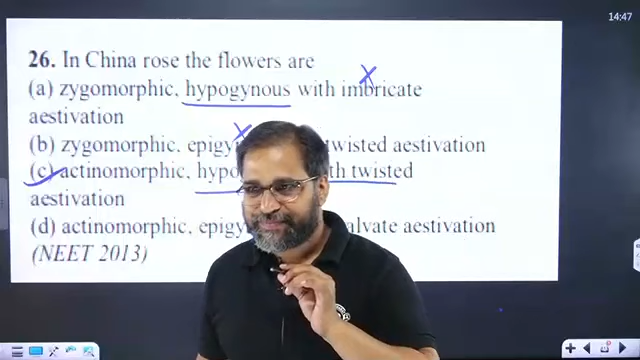 14:47
26. In China rose the flowers are
(a) zygomorphic, hypogynous with imbricate
aestivation
(b) zygomorphic, twisted aestivation
(c) actinomorphic, twisted
aestivation
(d) actinomorphic, aestivation
(NEET 2013)